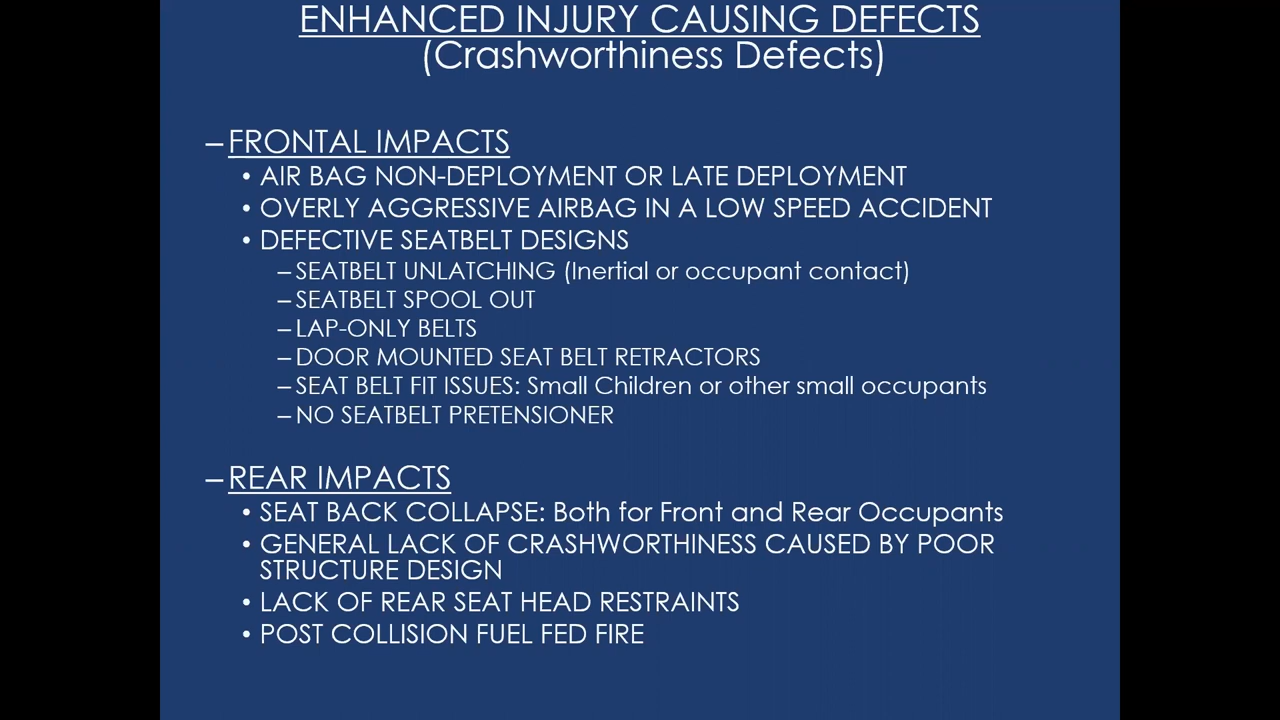 ENHANCED INJURY CAUSING DEFECTS
(Crashworthiness Defects)
– FRONTAL IMPACTS
• AIR BAG NON-DEPLOYMENT OR LATE DEPLOYMENT
• OVERLY AGGRESSIVE AIRBAG IN A LOW SPEED ACCIDENT
• DEFECTIVE SEATBELT DESIGNS
– SEATBELT UNLATCHING (Inertial or occupant contact)
– SEATBELT SPOOL OUT
– LAP-ONLY BELTS
– DOOR MOUNTED SEAT BELT RETRACTORS
– SEAT BELT FIT ISSUES: Small Children or other small occupants
– NO SEATBELT PRETENSIONER
– REAR IMPACTS
• SEAT BACK COLLAPSE: Both for Front and Rear Occupants
• GENERAL LACK OF CRASHWORTHINESS CAUSED BY POOR
STRUCTURE DESIGN
• LACK OF REAR SEAT HEAD RESTRAINTS
• POST COLLISION FUEL FED FIRE